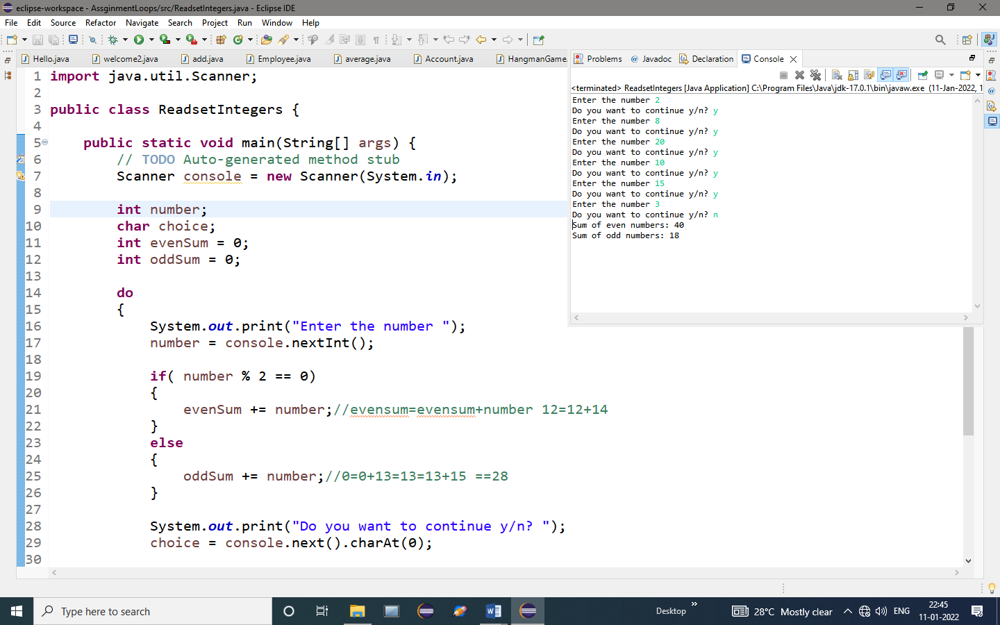 eclipse-workspace - AssginmentLoops/src/ReadsetIntegers.java - Eclipse IDE
File Edit Source Refactor Navigate Search Project Run Window Help
Hello.java welcome2.java add.java Employee.java average.java Account.java HangmanGame.
Problems @ Javadoc Declaration Console
<terminated> ReadsetIntegers [Java Application] C:\Program Files\Java\jdk-17.0.1\bin\javaw.exe (11-Jan-2022, 1
Enter the number 2
Do you want to continue y/n? y
Enter the number 8
Do you want to continue y/n? y
Enter the number 20
Do you want to continue y/n? y
Enter the number 10
Do you want to continue y/n? y
Enter the number 15
Do you want to continue y/n? y
Enter the number 3
Do you want to continue y/n? n
Sum of even numbers: 40
Sum of odd numbers: 18
1 import java.util.Scanner;
2
3 public class ReadsetIntegers {
4
5 public static void main(String[] args) {
6 // TODO Auto-generated method stub
7 Scanner console = new Scanner(System.in);
8
9 int number;
10 char choice;
11 int evenSum = 0;
12 int oddSum = 0;
13
14 do
15 {
16 System.out.print("Enter the number ");
17 number = console.nextInt();
18
19 if( number % 2 == 0)
20 {
21 evenSum += number;//evensum=evensum+number 12=12+14
22 }
23 else
24 {
25 oddSum += number;//0=0+13=13=13+15 ==28
26 }
27
28 System.out.print("Do you want to continue y/n? ");
29 choice = console.next().charAt(0);
30
Type here to search
Desktop
28°C Mostly clear
ENG
22:45
11-01-2022